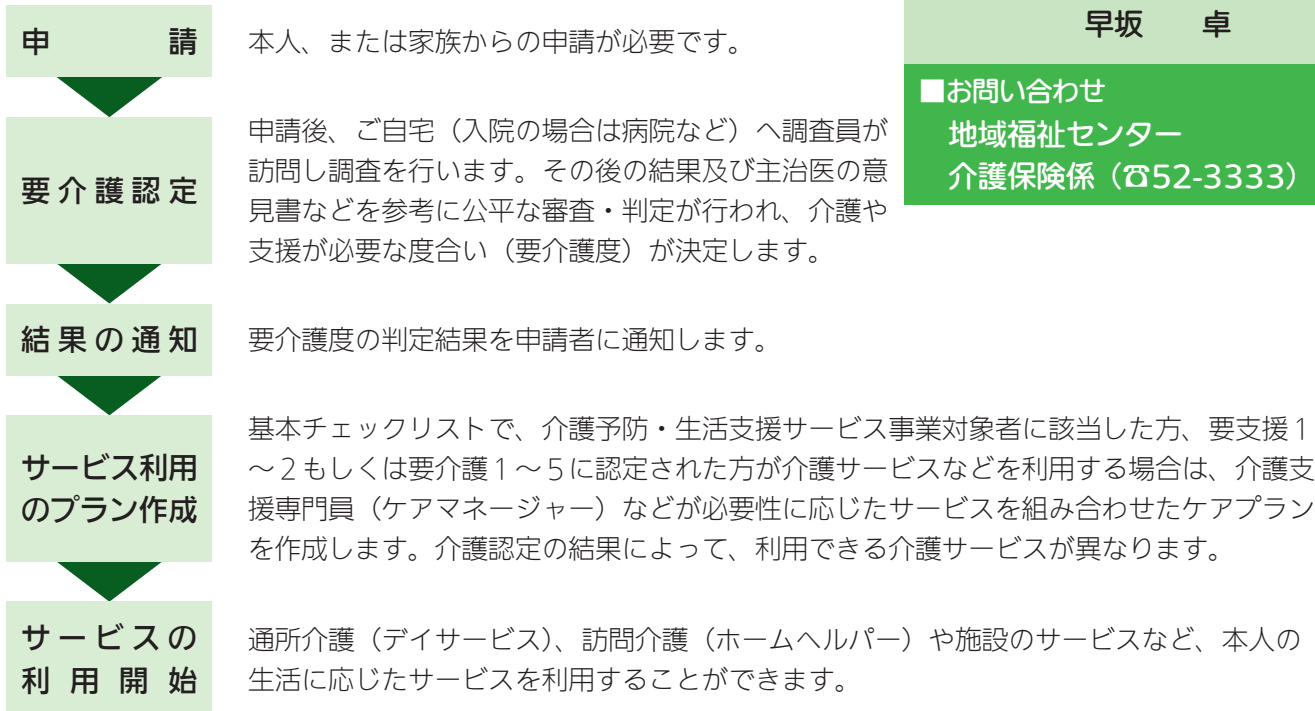 申請
本人、または家族からの申請が必要です。
早坂　卓
■お問い合わせ
地域福祉センター
介護保険係（☎52-3333）
要介護認定
申請後、ご自宅（入院の場合は病院など）へ調査員が
訪問し調査を行います。その後の結果及び主治医の意
見書などを参考に公平な審査・判定が行われ、介護や
支援が必要な度合い（要介護度）が決定します。
結果の通知
要介護度の判定結果を申請者に通知します。
サービス利用
のプラン作成
基本チェックリストで、介護予防・生活支援サービス事業対象者に該当した方、要支援１
～２もしくは要介護１～５に認定された方が介護サービスなどを利用する場合は、介護支
援専門員（ケアマネージャー）などが必要性に応じたサービスを組み合わせたケアプラン
を作成します。介護認定の結果によって、利用できる介護サービスが異なります。
サービスの
利用開始
通所介護（デイサービス）、訪問介護（ホームヘルパー）や施設のサービスなど、本人の
生活に応じたサービスを利用することができます。